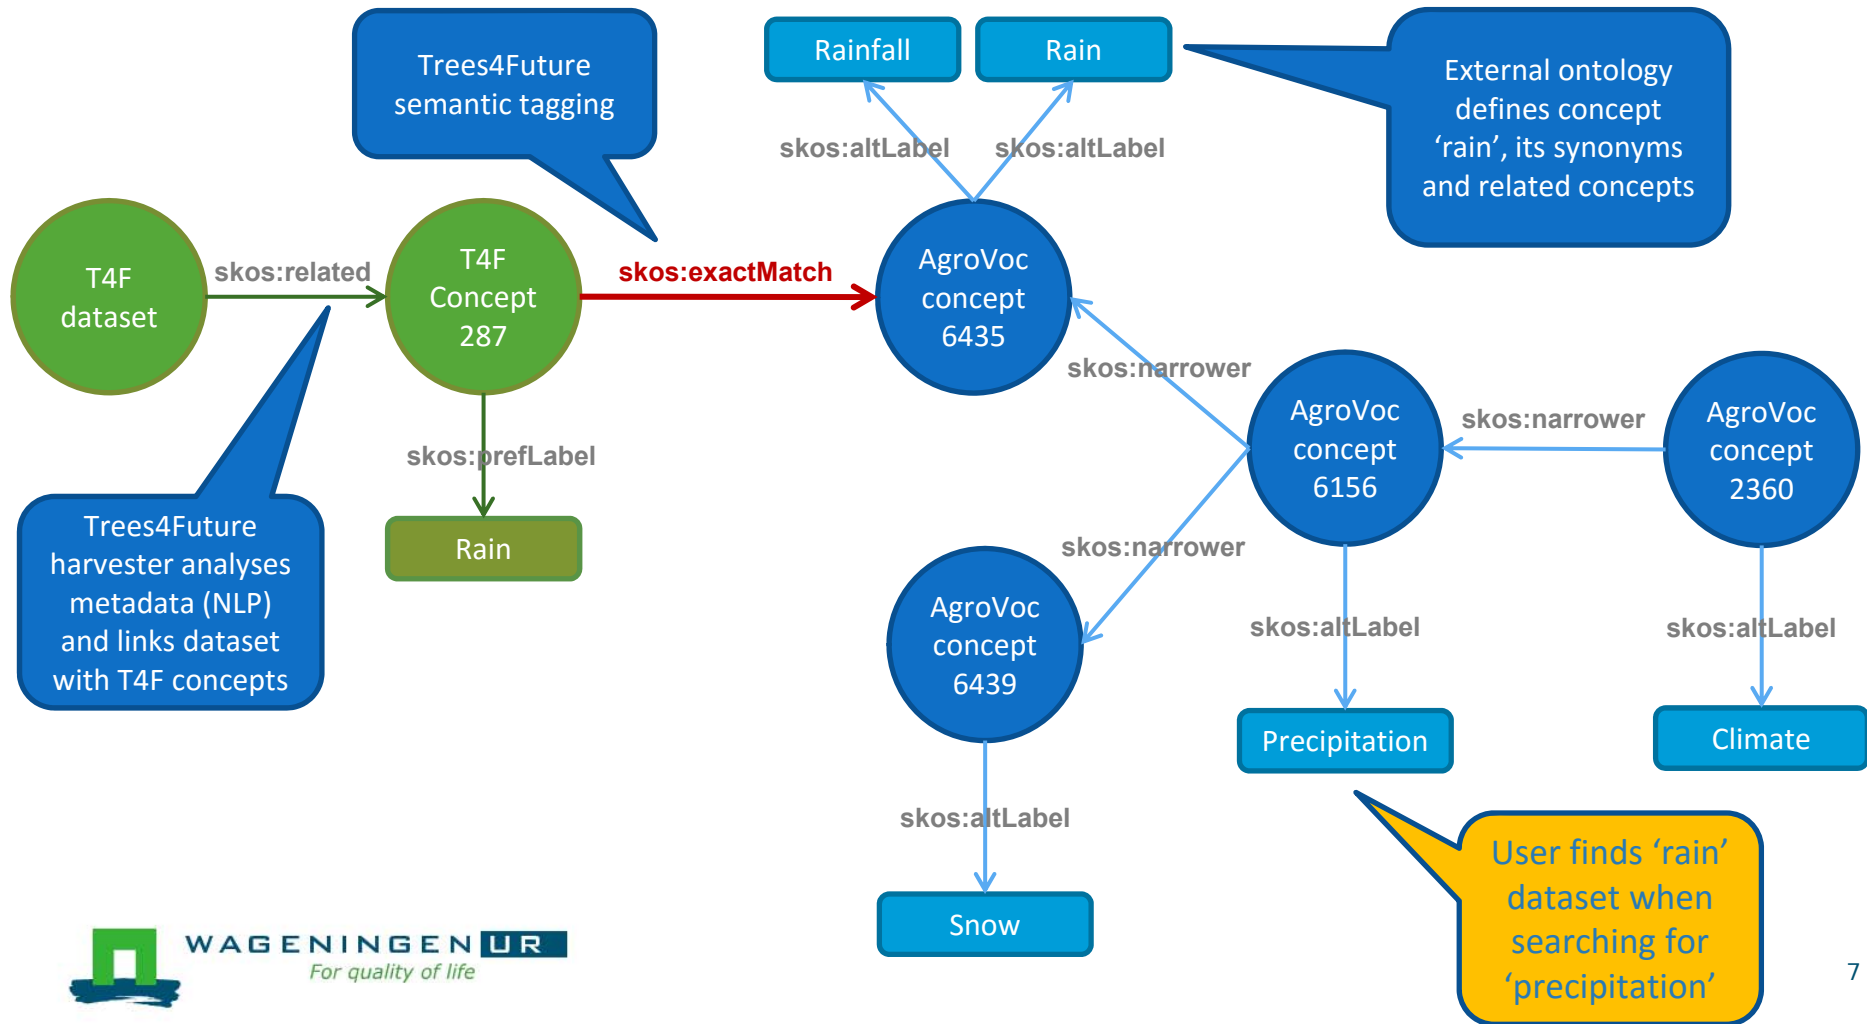 Trees4Future
semantic tagging
Rainfall
Rain
External ontology
defines concept
‘rain’, its synonyms
and related concepts
skos:altLabel
skos:altLabel
T4F
dataset
skos:related
T4F
Concept
287
skos:exactMatch
AgroVoc
concept
6435
skos:narrower
AgroVoc
concept
6156
skos:narrower
AgroVoc
concept
2360
skos:prefLabel
Rain
Trees4Future
harvester analyses
metadata (NLP)
and links dataset
with T4F concepts
skos:narrower
AgroVoc
concept
6439
skos:altLabel
skos:altLabel
Precipitation
Climate
skos:altLabel
Snow
User finds ‘rain’
dataset when
searching for
‘precipitation’
WAGENINGEN UR
For quality of life
7